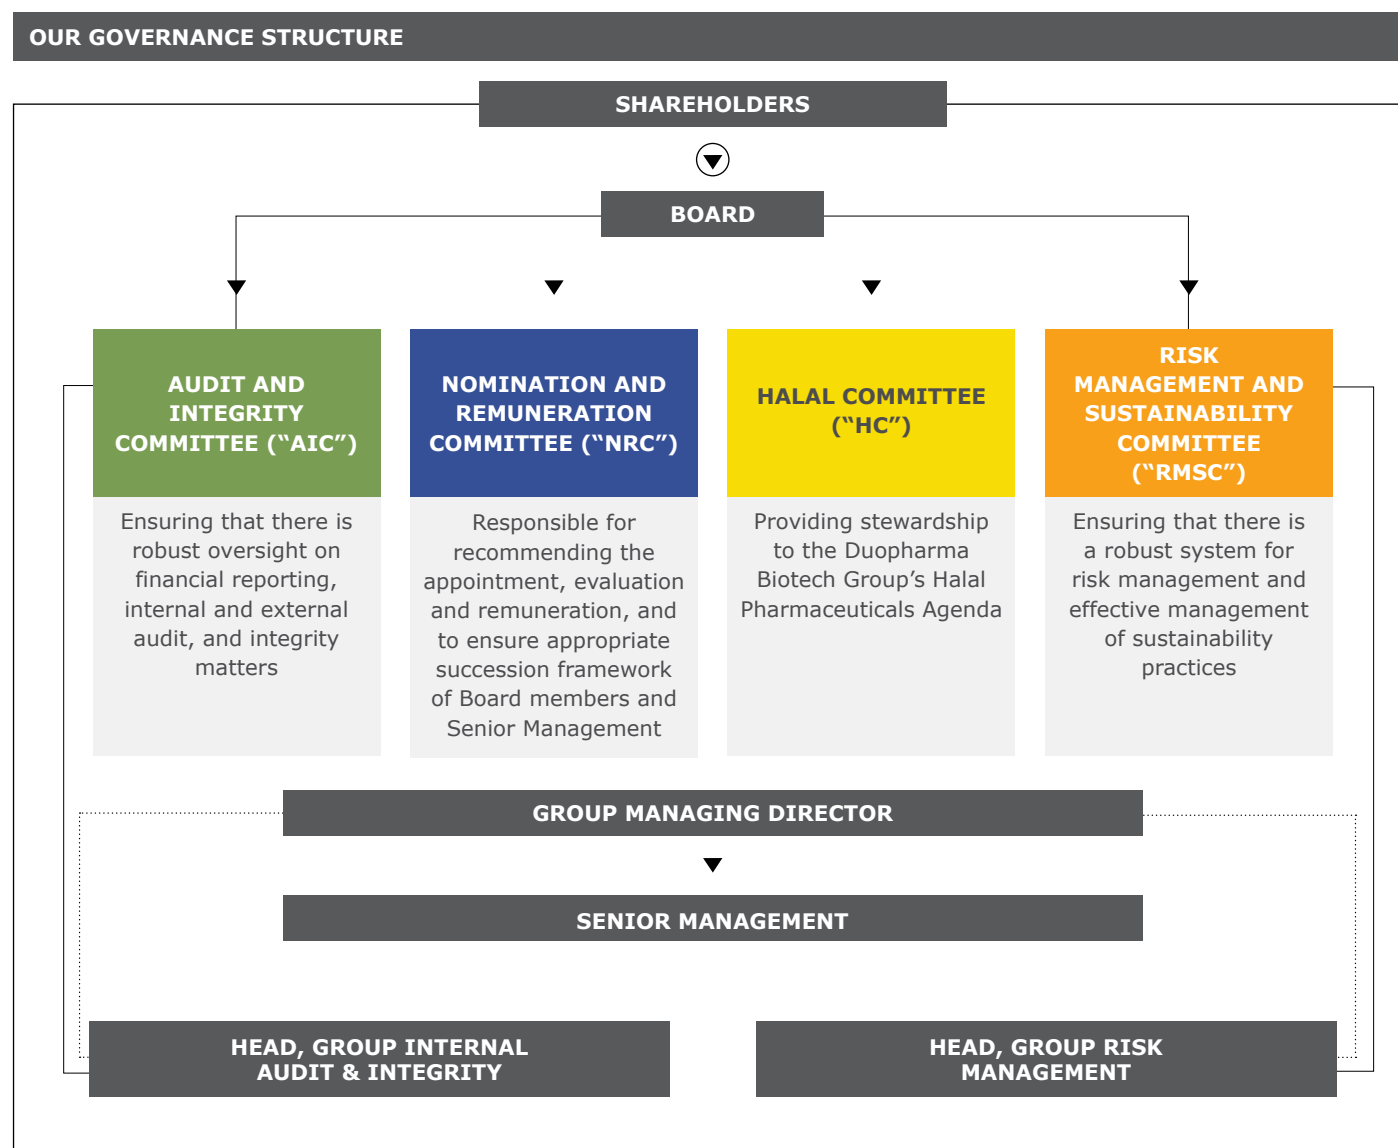 OUR GOVERNANCE STRUCTURE
SHAREHOLDERS
BOARD
AUDIT AND
INTEGRITY
COMMITTEE (“AIC”)
Ensuring that there is
robust oversight on
financial reporting,
internal and external
audit, and integrity
matters
NOMINATION AND
REMUNERATION
COMMITTEE (“NRC”)
Responsible for
recommending the
appointment, evaluation
and remuneration, and
to ensure appropriate
succession framework
of Board members and
Senior Management
HALAL COMMITTEE
(“HC”)
Providing stewardship
to the Duopharma
Biotech Group’s Halal
Pharmaceuticals Agenda
RISK
MANAGEMENT AND
SUSTAINABILITY
COMMITTEE
(“RMSC”)
Ensuring that there is
a robust system for
risk management and
effective management
of sustainability
practices
GROUP MANAGING DIRECTOR
SENIOR MANAGEMENT
HEAD, GROUP INTERNAL
AUDIT & INTEGRITY
HEAD, GROUP RISK
MANAGEMENT